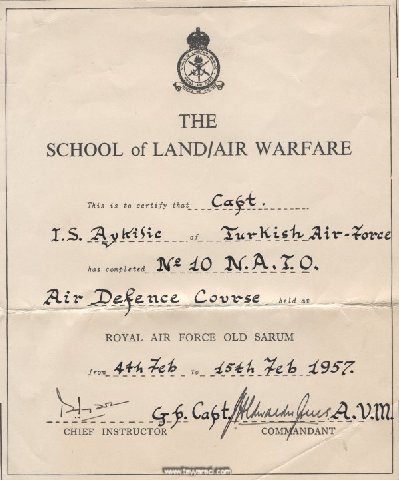 THE
SCHOOL of LAND/AIR WARFARE
This is to certify that Capt.
I.S. Aykilic of Turkish Air-Force
has completed No 10 N.A.T.O.
Air Defence Course held at
ROYAL AIR FORCE OLD SARUM
from 4th Feb to 15th Feb 1957.
Gp. Capt. A.V.M.
CHIEF INSTRUCTOR COMMANDANT
www.tayyareci.com